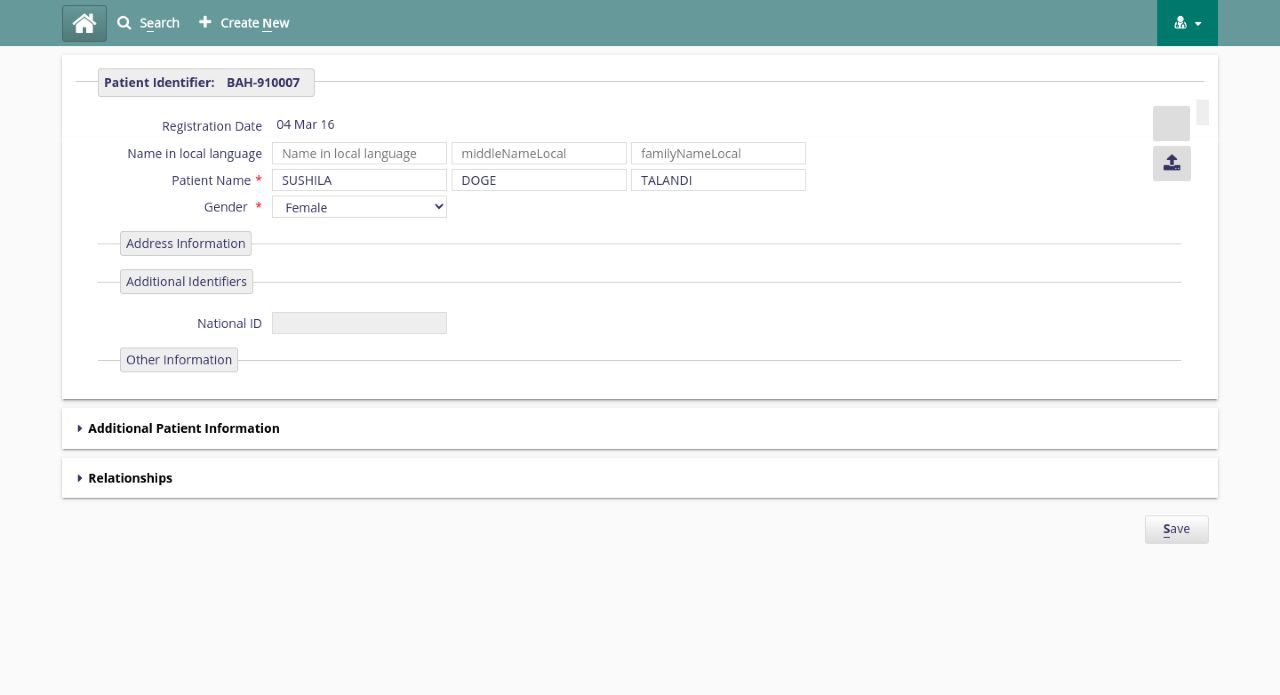 Search Create New
Patient Identifier: BAH-910007
Registration Date 04 Mar 16
Name in local language Name in local language middleNameLocal familyNameLocal
Patient Name * SUSHILA DOGE TALANDI
Gender * Female
Address Information
Additional Identifiers
National ID
Other Information
Additional Patient Information
Relationships
Save